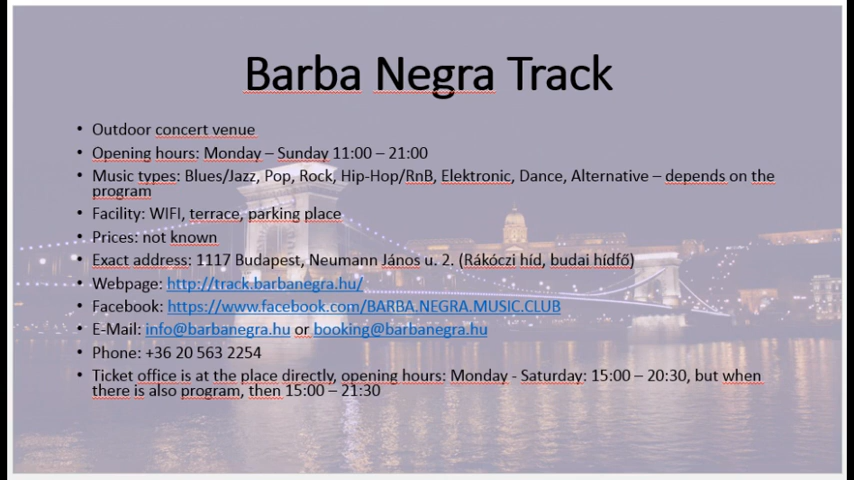 Barba Negra Track
• Outdoor concert venue
• Opening hours: Monday – Sunday 11:00 – 21:00
• Music types: Blues/Jazz, Pop, Rock, Hip-Hop/RnB, Elektronic, Dance, Alternative – depends on the
program
• Facility: WIFI, terrace, parking place
• Prices: not known
• Exact address: 1117 Budapest, Neumann János u. 2. (Rákóczi híd, budai hídfő)
• Webpage: http://track.barbanegra.hu/
• Facebook: https://www.facebook.com/BARBA.NEGRA.MUSIC.CLUB
• E-Mail: info@barbanegra.hu or booking@barbanegra.hu
• Phone: +36 20 563 2254
• Ticket office is at the place directly, opening hours: Monday - Saturday: 15:00 – 20:30, but when
there is also program, then 15:00 – 21:30